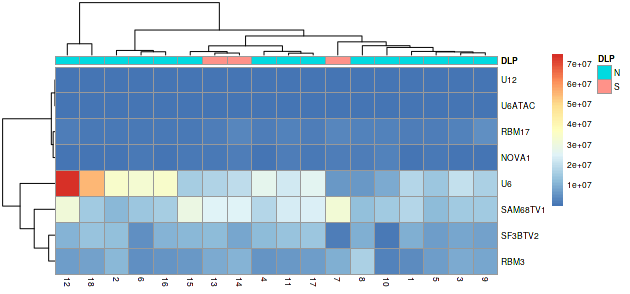 DLP
U12
U6ATAC
RBM17
NOVA1
U6
SAM68TV1
SF3BTV2
RBM3
12 18 2 6 16 15 13 14 4 11 17 7 8 10 1 5 3 9
7e+07
6e+07
5e+07
4e+07
3e+07
2e+07
1e+07
DLP
N
S